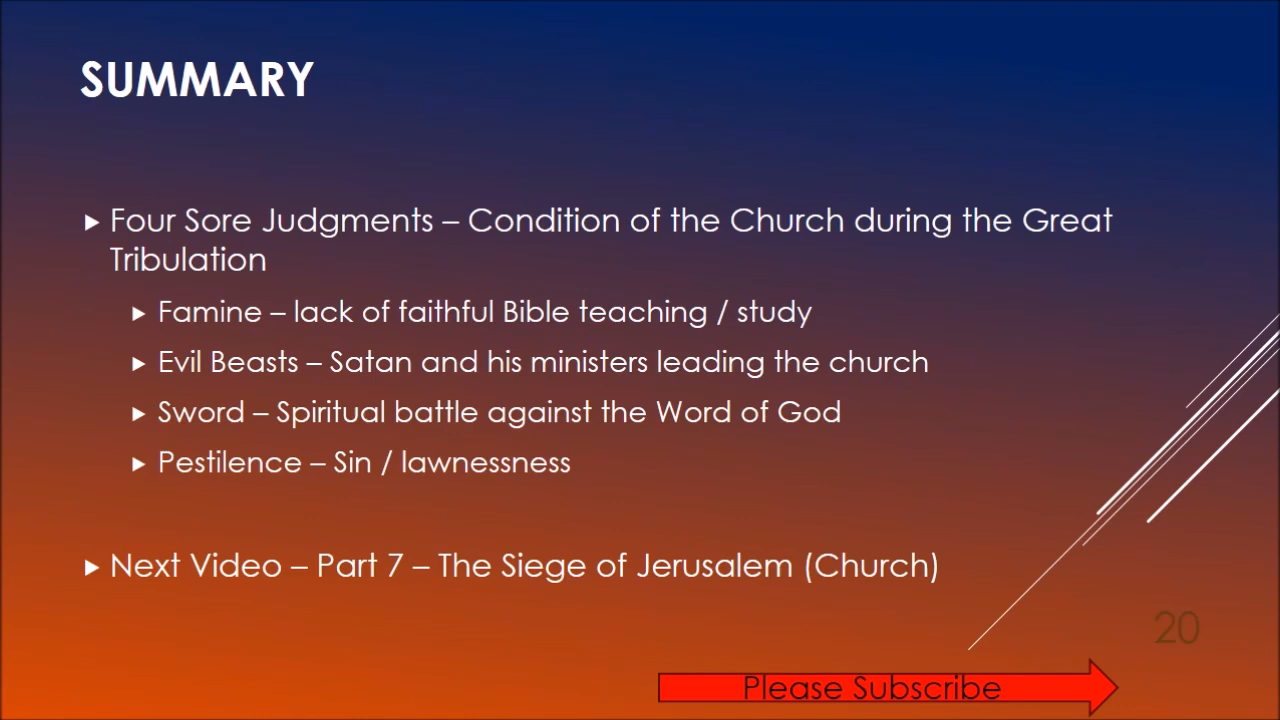 SUMMARY
Four Sore Judgments – Condition of the Church during the Great
Tribulation
Famine – lack of faithful Bible teaching / study
Evil Beasts – Satan and his ministers leading the church
Sword – Spiritual battle against the Word of God
Pestilence – Sin / lawnessness
Next Video – Part 7 – The Siege of Jerusalem (Church)
20
Please Subscribe